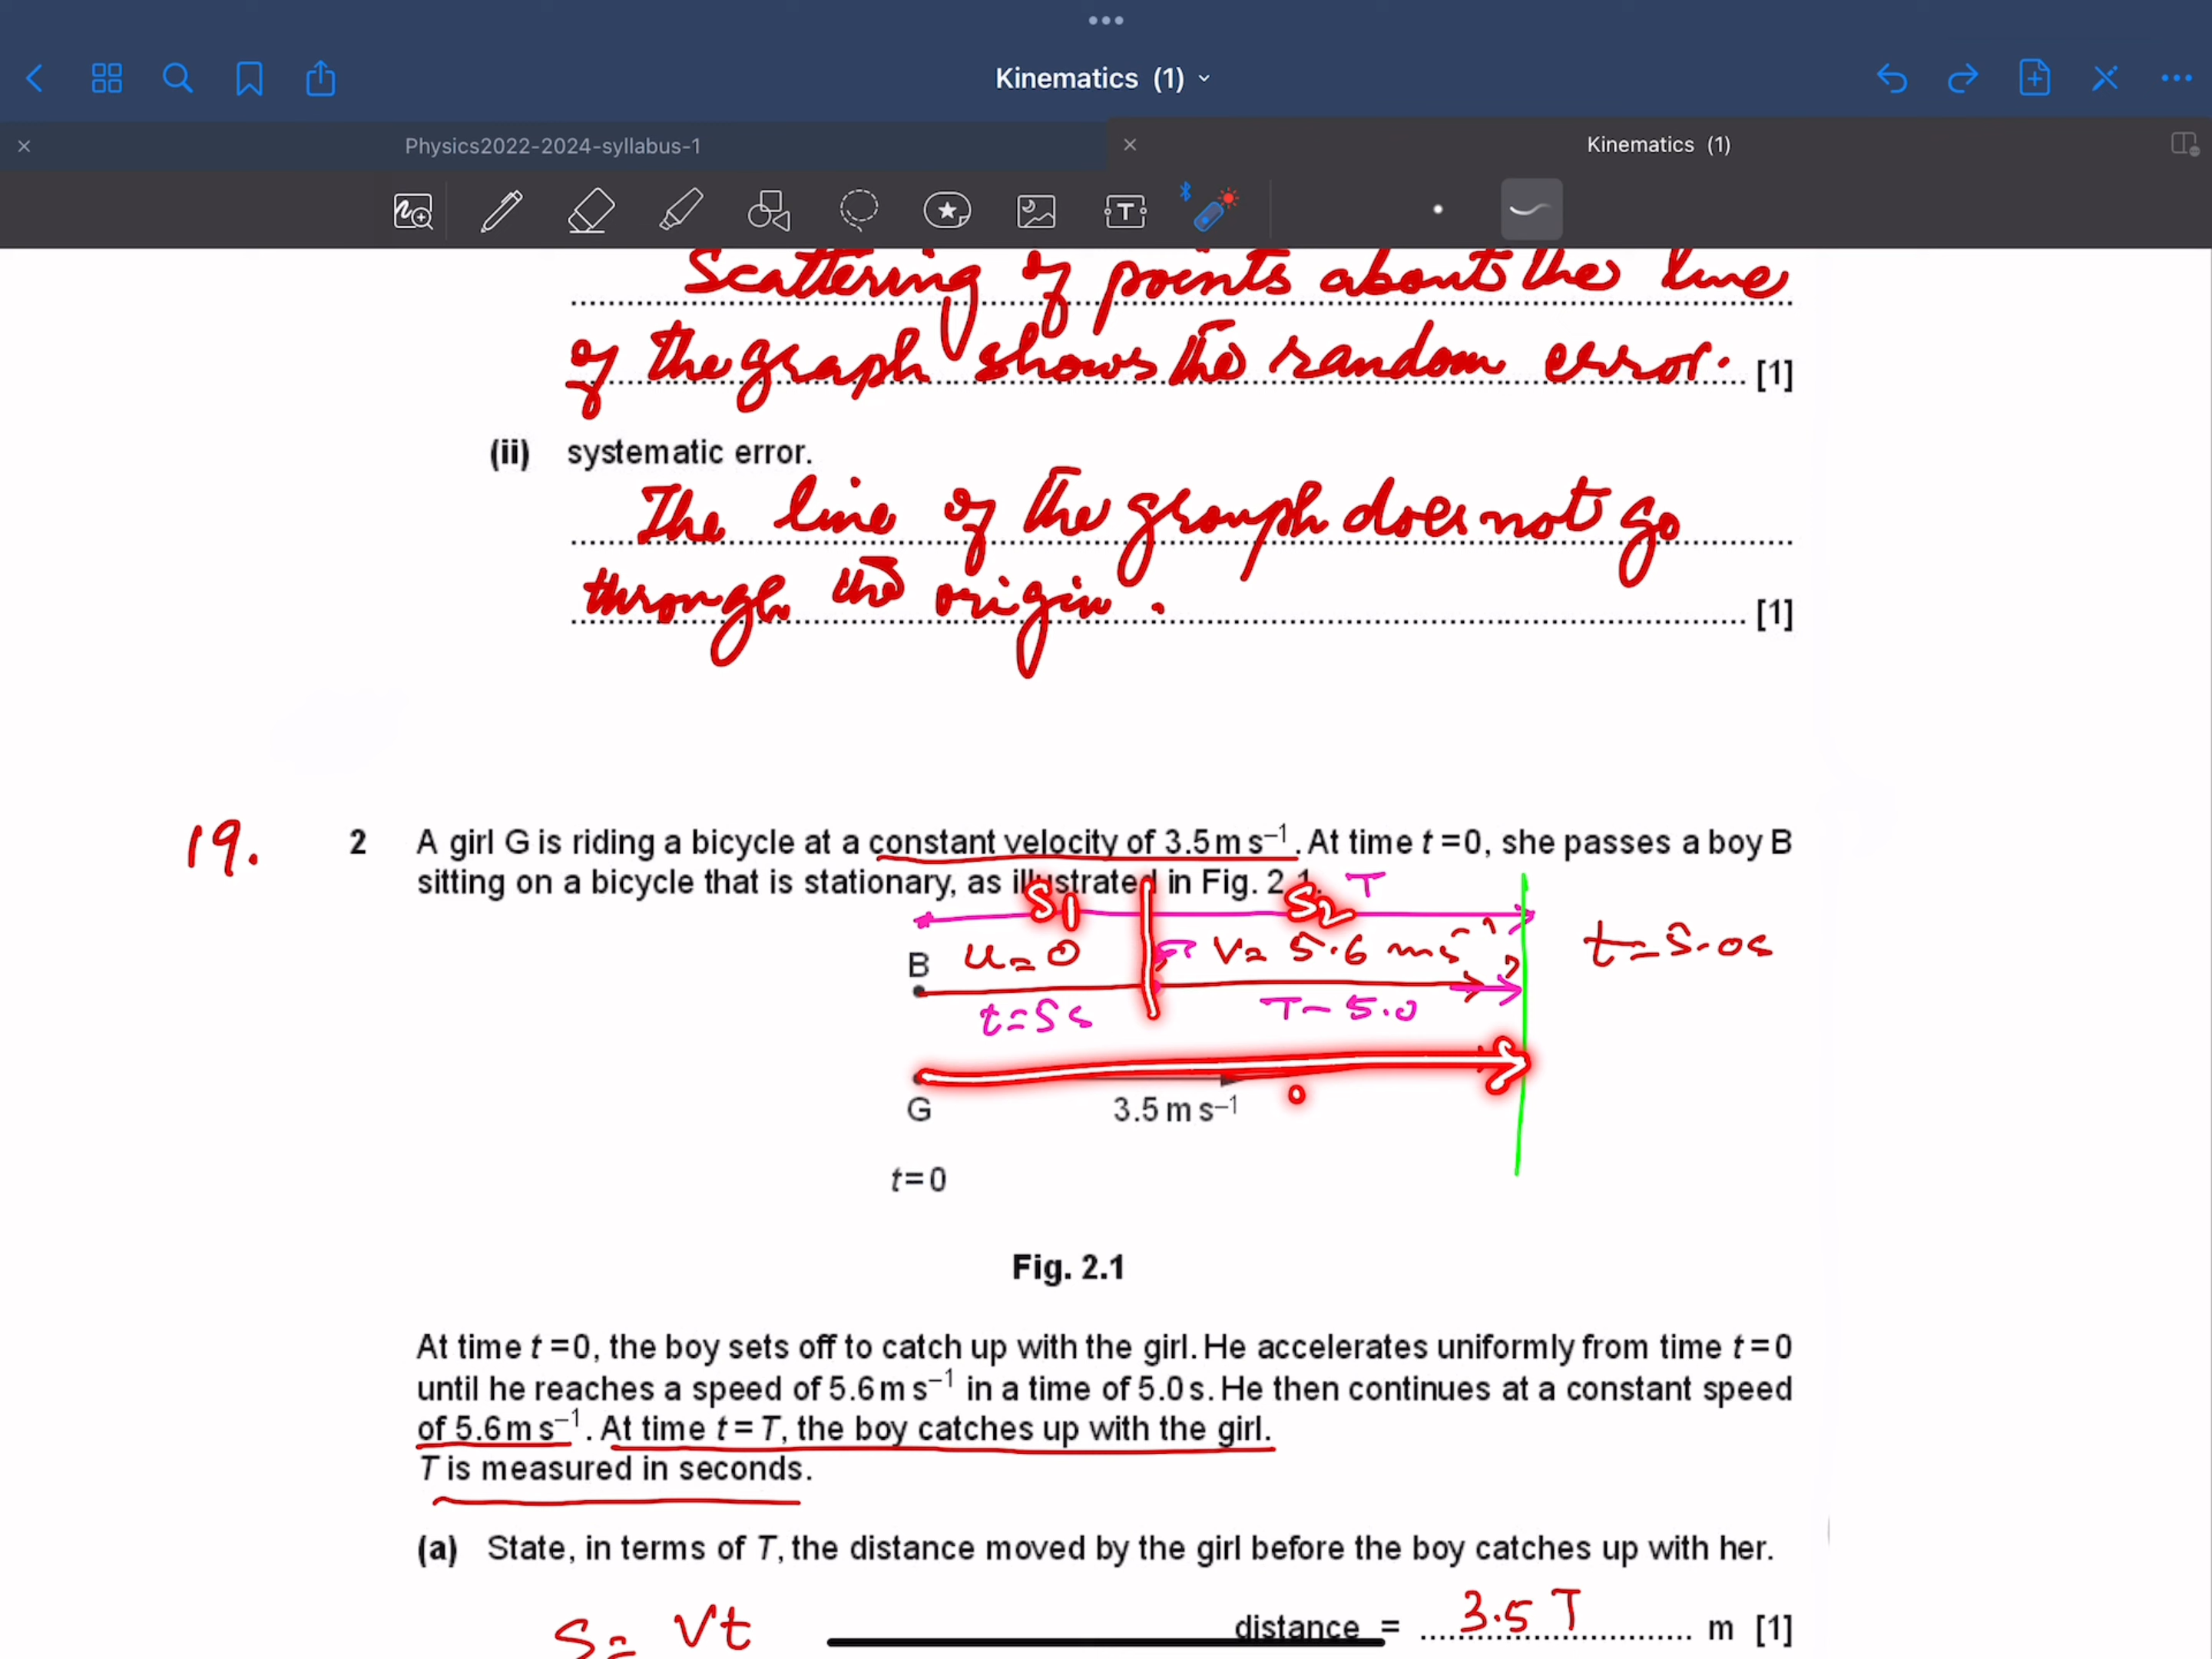 Kinematics (1)
Physics2022-2024-syllabus-1
Kinematics (1)
T
Scattering of points about the line
of the graph shows the random error. [1]
(ii) systematic error.
The line of the graph does not go
through the origin. [1]
19.
2 A girl G is riding a bicycle at a constant velocity of 3.5 m s⁻¹. At time t = 0, she passes a boy B
sitting on a bicycle that is stationary, as illustrated in Fig. 2.1.
S₁ S₂ T
B u = 0 V = 5.6 ms⁻¹ t = 5.0s
t = 5s T - 5.0
G 3.5 m s⁻¹
t = 0
Fig. 2.1
At time t = 0, the boy sets off to catch up with the girl. He accelerates uniformly from time t = 0
until he reaches a speed of 5.6 m s⁻¹ in a time of 5.0 s. He then continues at a constant speed
of 5.6 m s⁻¹. At time t = T, the boy catches up with the girl.
T is measured in seconds.
(a) State, in terms of T, the distance moved by the girl before the boy catches up with her.
S = Vt distance = 3.5 T m [1]